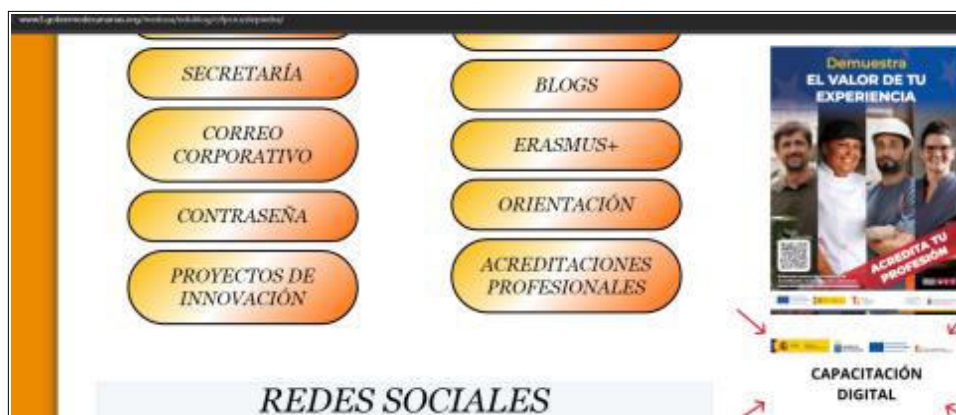 SECRETARÍA
CORREO
CORPORATIVO
CONTRASEÑA
PROYECTOS DE
INNOVACIÓN
BLOGS
ERASMUS+
ORIENTACIÓN
ACREDITACIONES
PROFESIONALES
Demuestra
EL VALOR DE TU
EXPERIENCIA
ACREDITA TU
PROFESIÓN
CAPACITACIÓN
DIGITAL
REDES SOCIALES